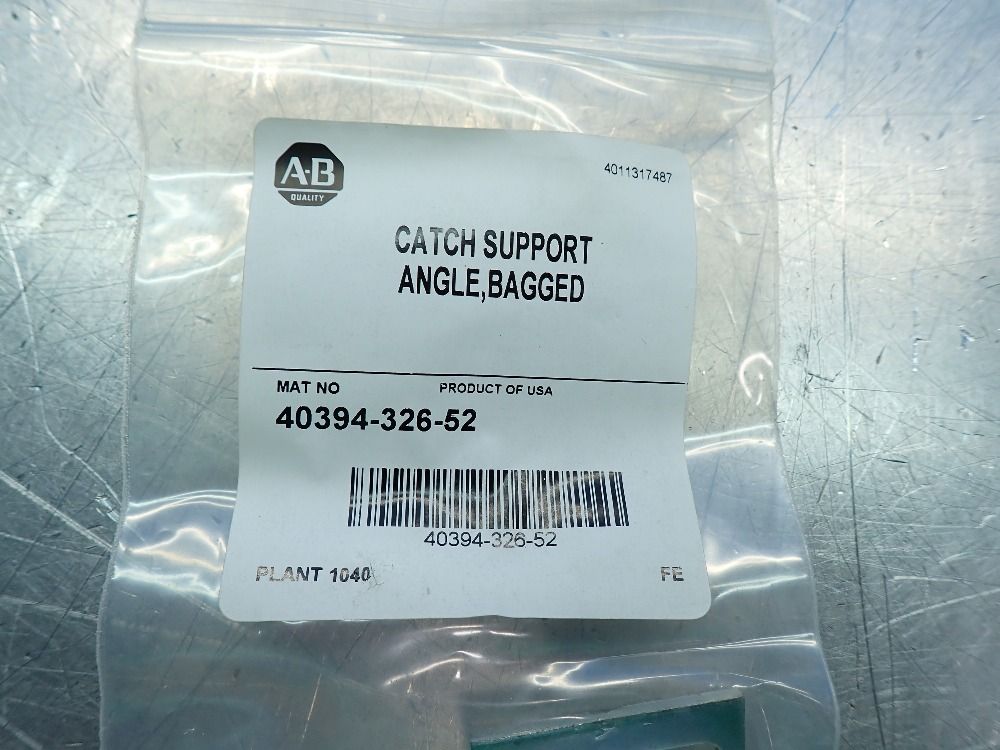 A-B
QUALITY
4011317487
CATCH SUPPORT
ANGLE,BAGGED
MAT NO
PRODUCT OF USA
40394-326-52
40394-326-52
PLANT 1040
FE